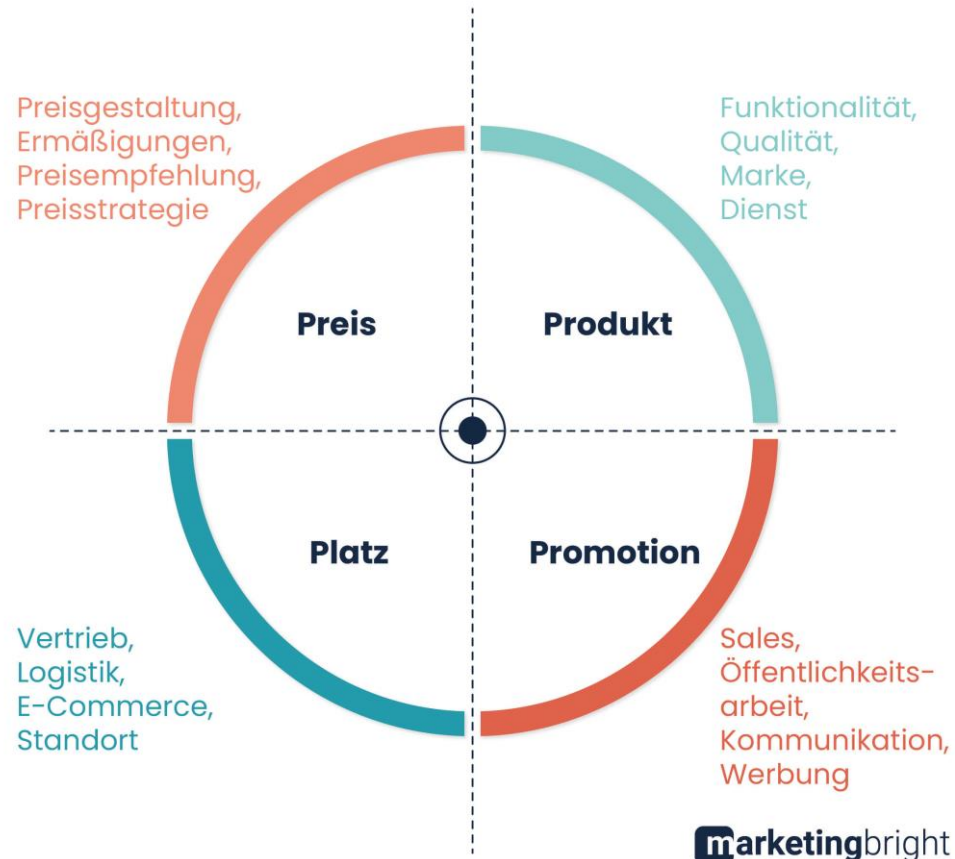 Preisgestaltung,
Ermäßigungen,
Preisempfehlung,
Preisstrategie
Funktionalität,
Qualität,
Marke,
Dienst
Preis
Produkt
Platz
Promotion
Vertrieb,
Logistik,
E-Commerce,
Standort
Sales,
Öffentlichkeits-
arbeit,
Kommunikation,
Werbung
marketingbright